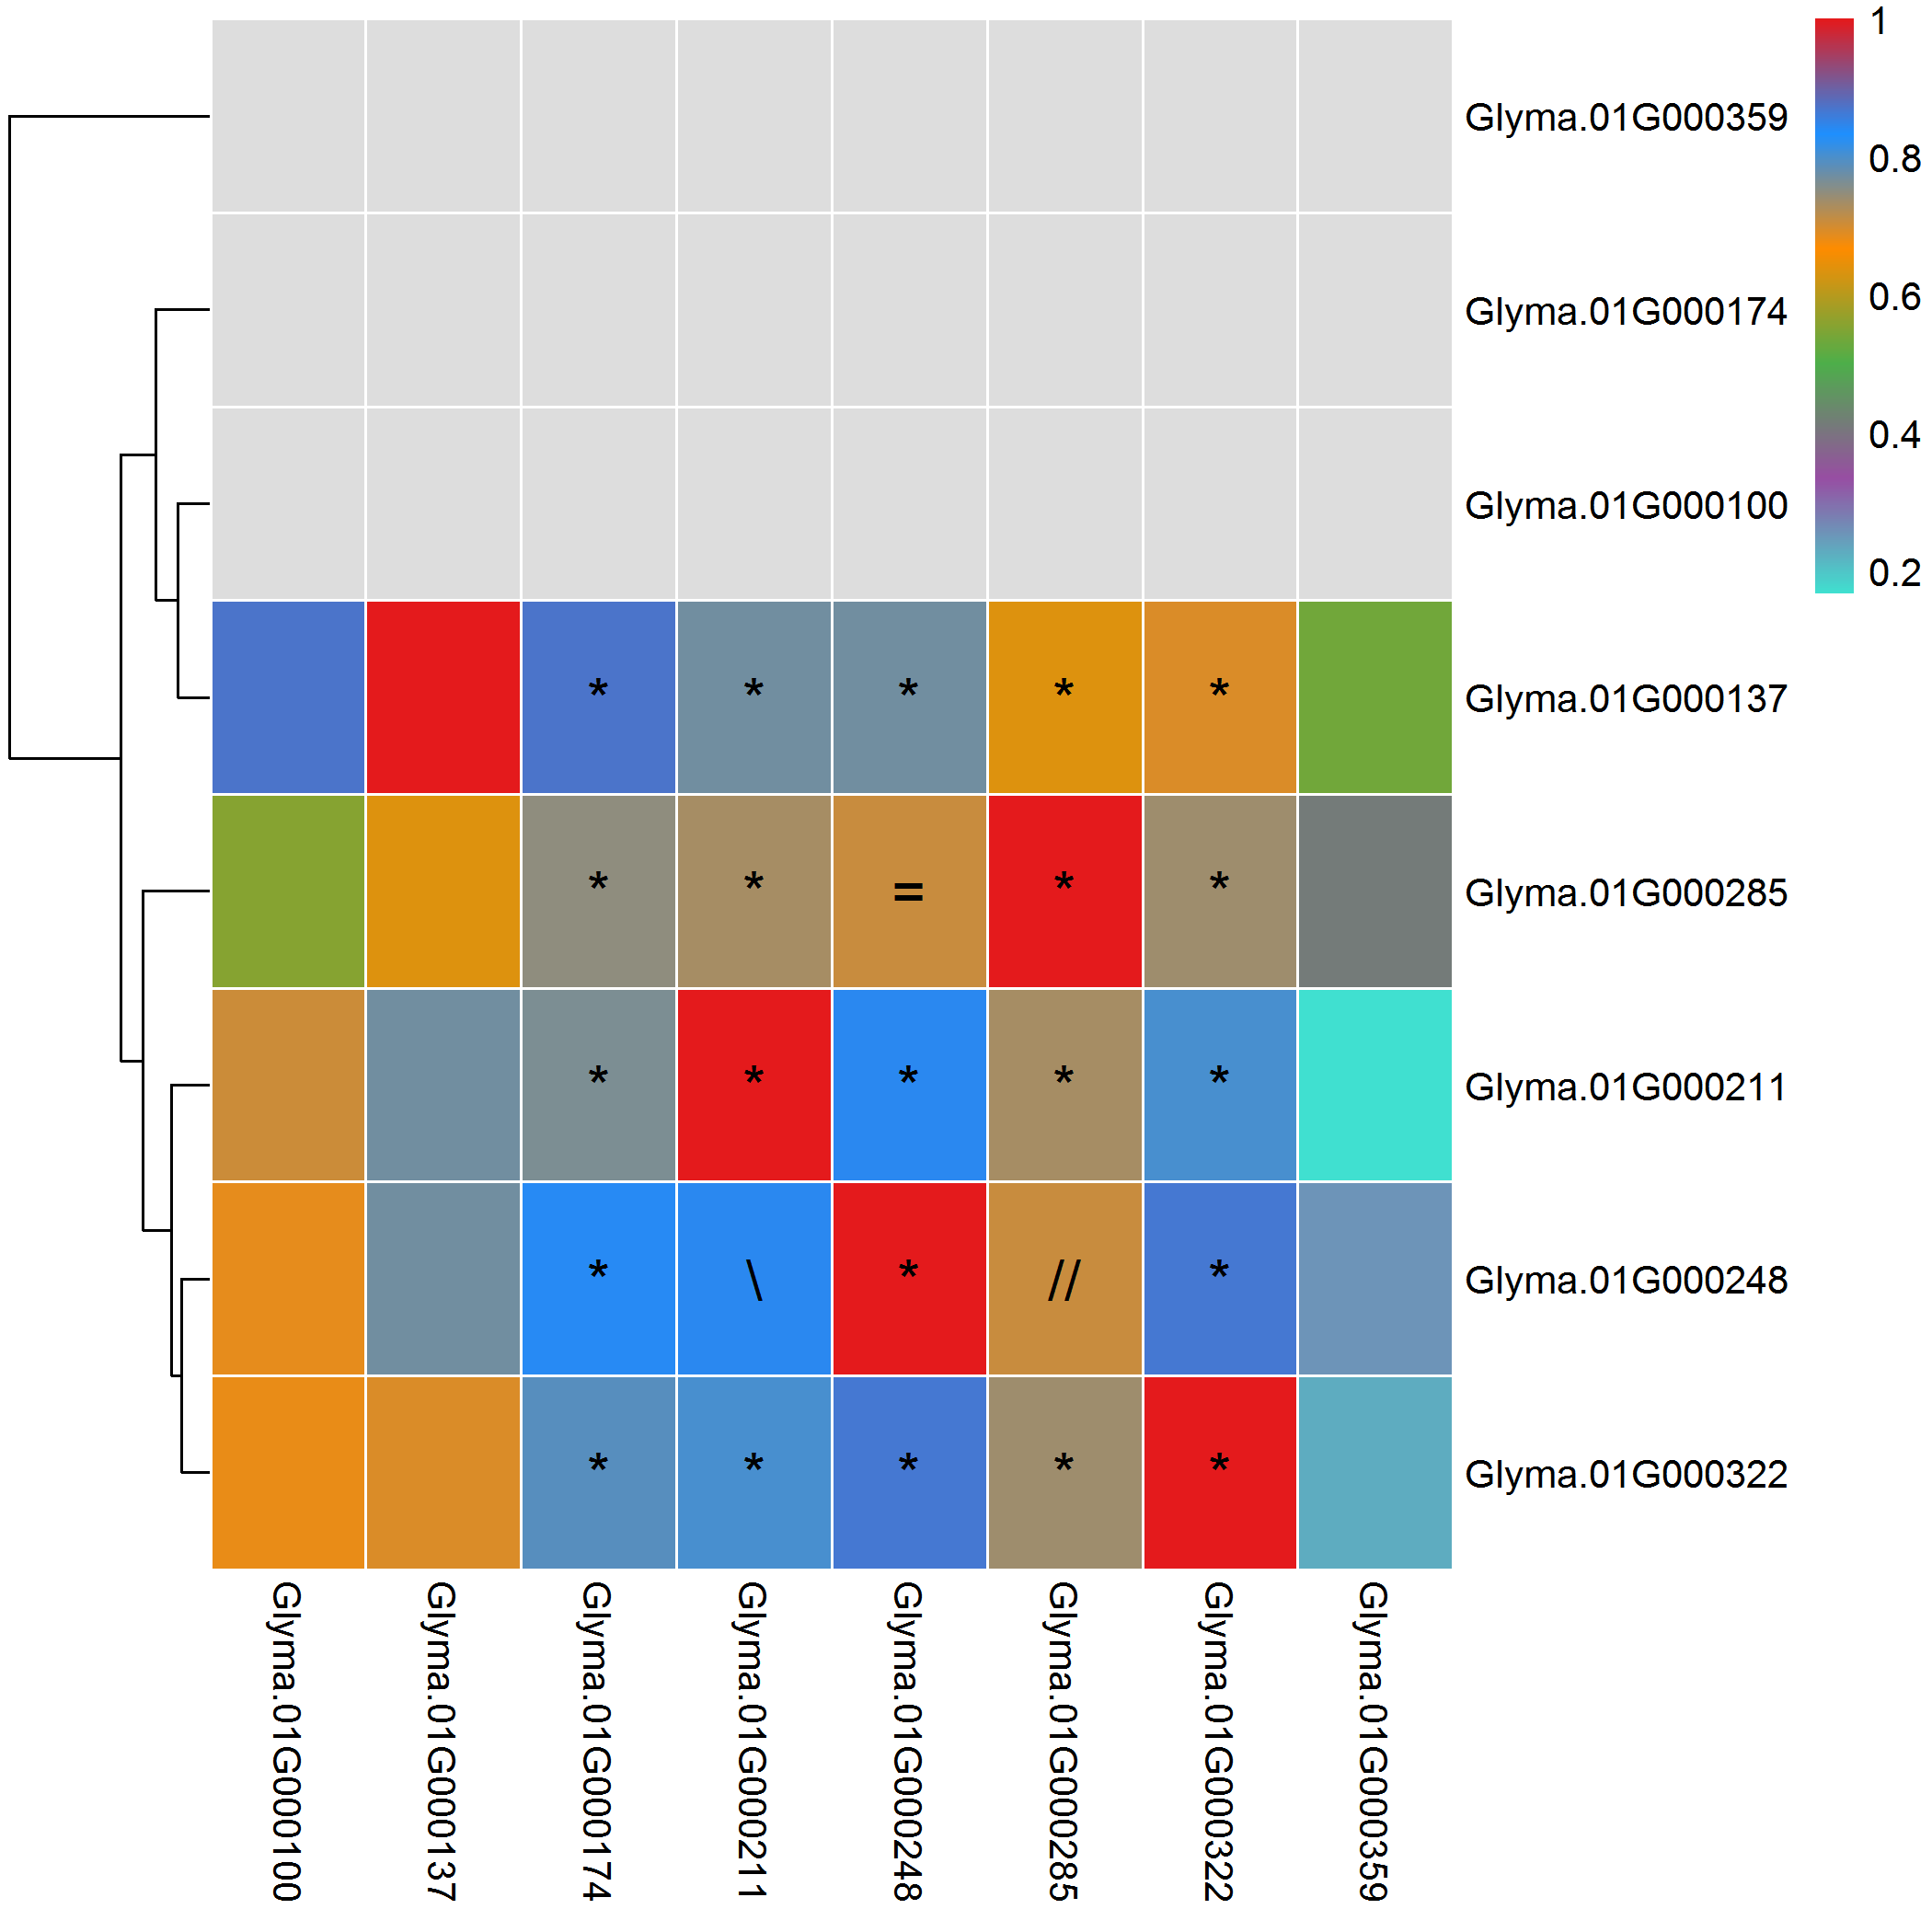 1
Glyma.01G000359
0.8
Glyma.01G000174
0.6
0.4
Glyma.01G000100
0.2
* * * * * Glyma.01G000137
* * = * * Glyma.01G000285
* * * * * Glyma.01G000211
* \ * // * Glyma.01G000248
* * * * * Glyma.01G000322
Glyma.01G000100
Glyma.01G000137
Glyma.01G000174
Glyma.01G000211
Glyma.01G000248
Glyma.01G000285
Glyma.01G000322
Glyma.01G000359